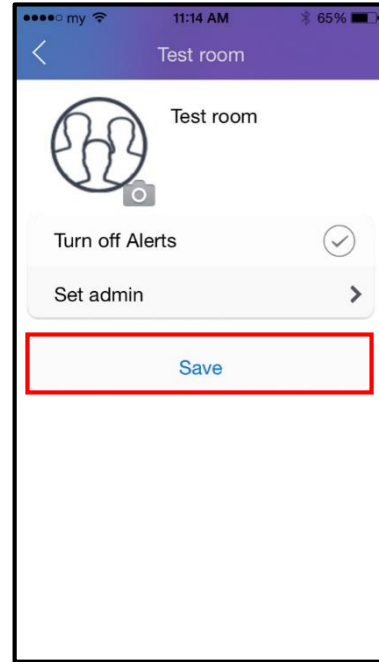 my 11:14 AM 65%
Test room
Test room
Turn off Alerts
Set admin
Save